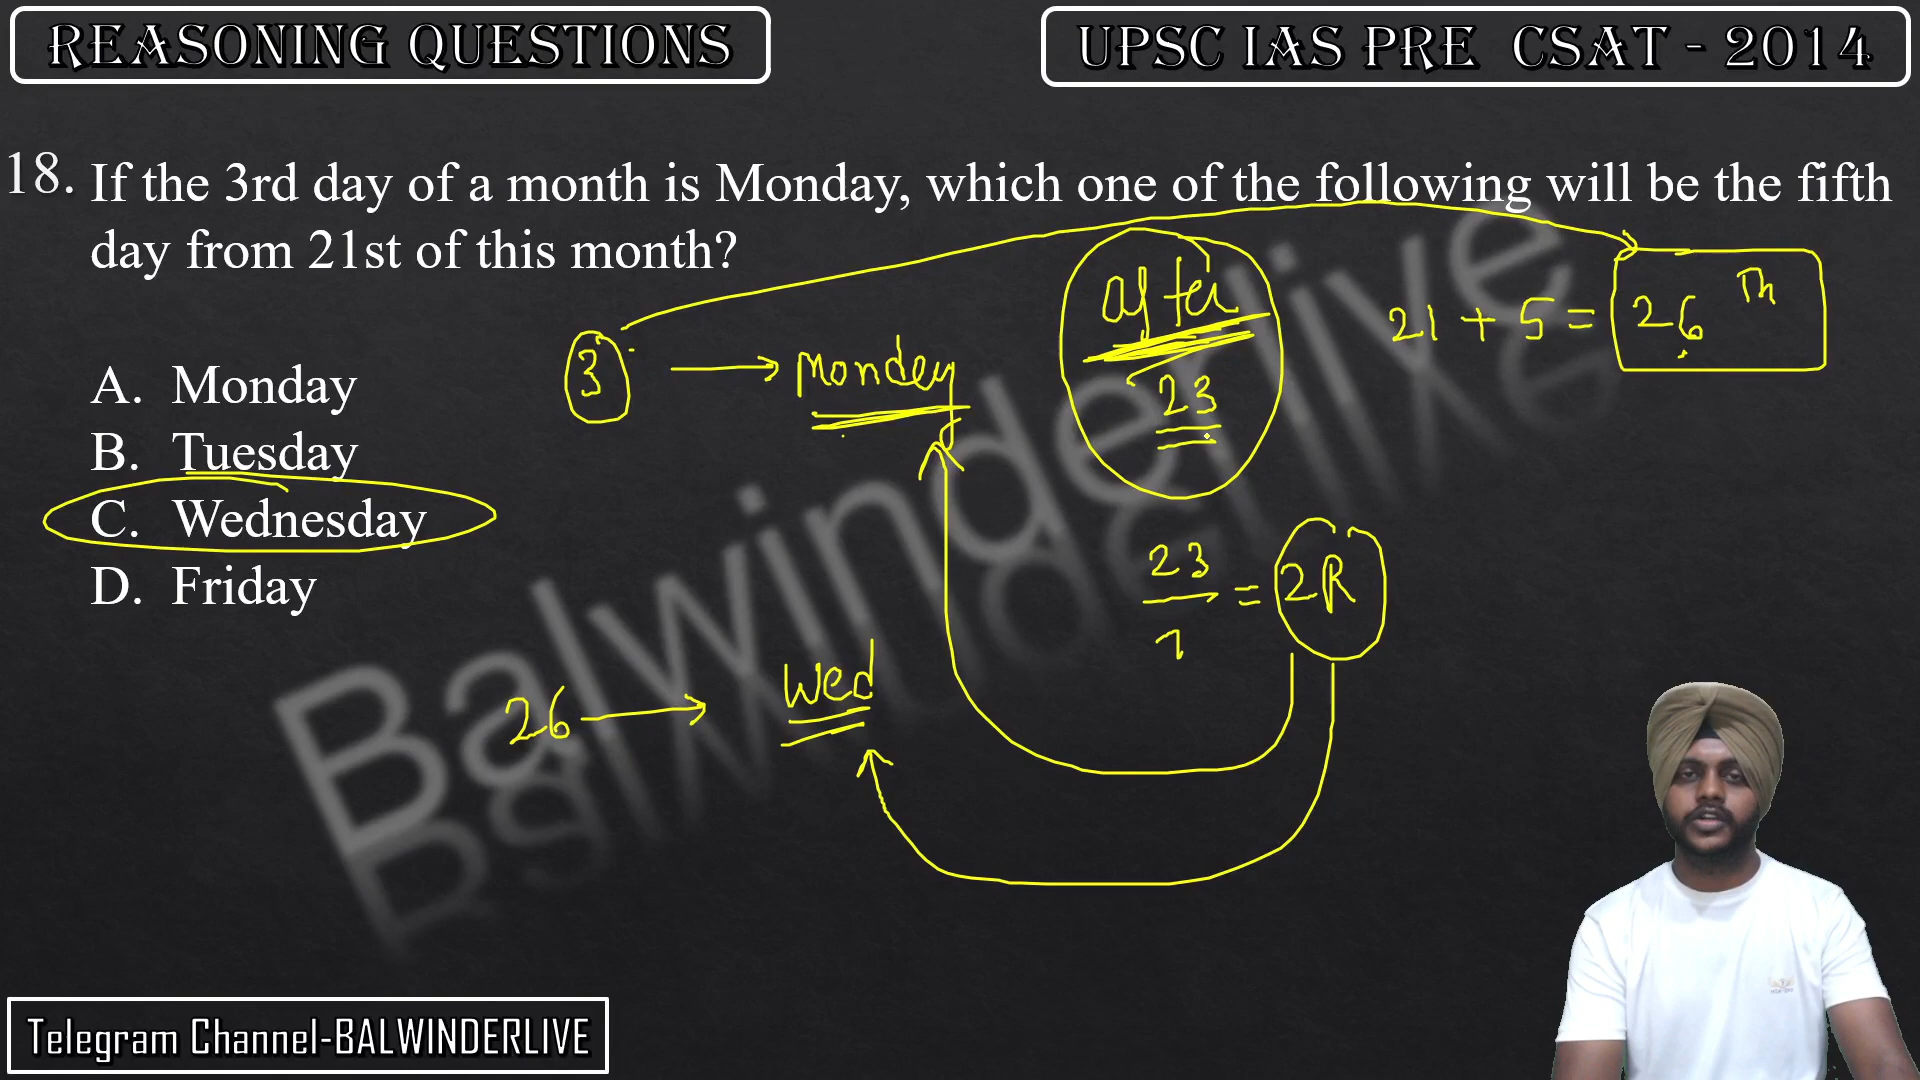 REASONING QUESTIONS
UPSC IAS PRE CSAT - 2014
18. If the 3rd day of a month is Monday, which one of the following will be the fifth
day from 21st of this month?
A. Monday
B. Tuesday
C. Wednesday
D. Friday
3 → Monday
after
23
21 + 5 = 26 Th
23
7
= 2R
26 → Wed
Balwinderlive
Telegram Channel-BALWINDERLIVE